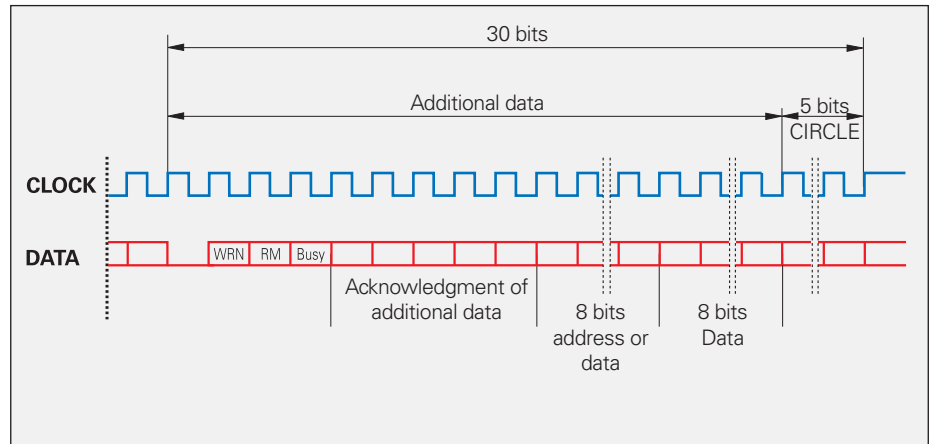 30 bits
Additional data
5 bits
CIRCLE
CLOCK
DATA
WRN RM Busy
Acknowledgment of
additional data
8 bits
address or
data
8 bits
Data